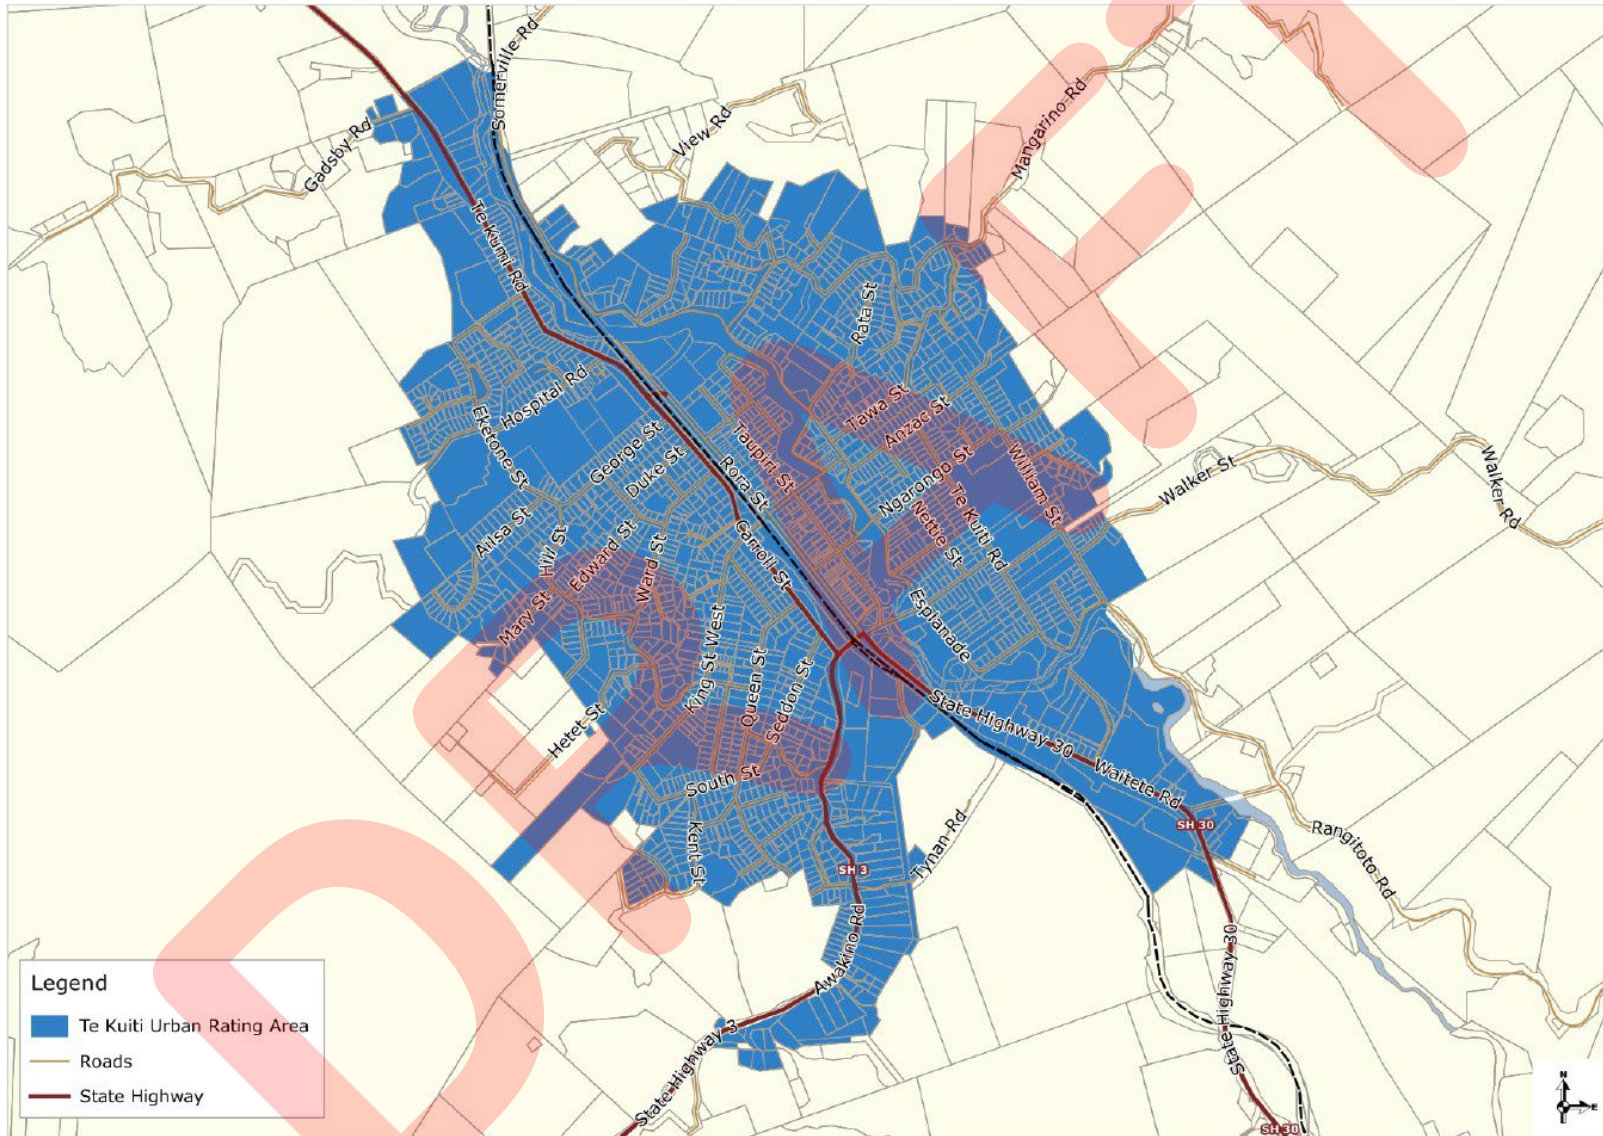 Somerville Rd
View Rd
Mangarino Rd
Gadsby Rd
Te Kumi Rd
Rata St
Hospital Rd
Tawa St
Anzac St
Eketone St
George St
Taupiri St
William St
Duke St
Rora St
Ngarongo St
Te Kuiti Rd
Walker St
Walker Rd
Ailsa St
Hill St
Edward St
Ward St
Carroll St
Nettie St
Mary St
Esplanade
King St West
Queen St
Seddon St
Hetet St
State Highway 30
Waitete Rd
South St
SH 30
Kent St
Tynan Rd
Rangitoto Rd
SH 3
Awakino Rd
State Highway 30
State Highway 3
SH 30
Legend
Te Kuiti Urban Rating Area
Roads
State Highway
N
E
DRAFT